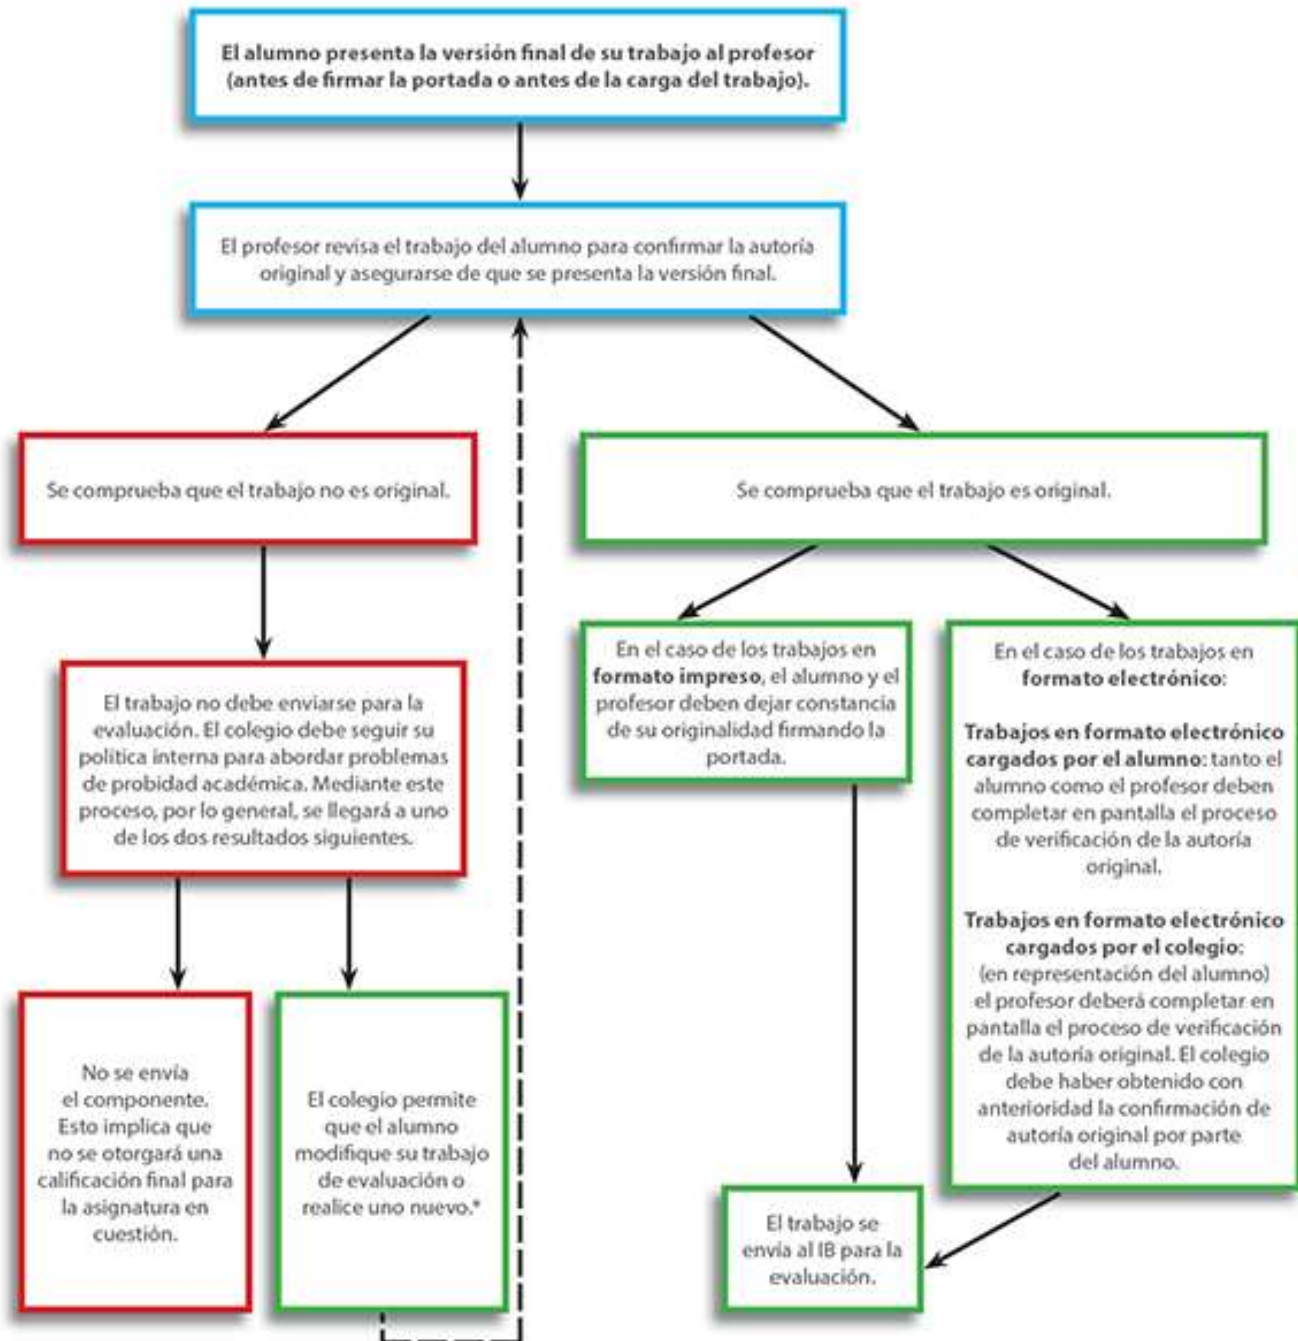 El alumno presenta la versión final de su trabajo al profesor
(antes de firmar la portada o antes de la carga del trabajo).
El profesor revisa el trabajo del alumno para confirmar la autoría
original y asegurarse de que se presenta la versión final.
Se comprueba que el trabajo no es original.
Se comprueba que el trabajo es original.
El trabajo no debe enviarse para la
evaluación. El colegio debe seguir su
política interna para abordar problemas
de probidad académica. Mediante este
proceso, por lo general, se llegará a uno
de los dos resultados siguientes.
No se envía
el componente.
Esto implica que
no se otorgará una
calificación final para
la asignatura en
cuestión.
El colegio permite
que el alumno
modifique su trabajo
de evaluación o
realice uno nuevo.*
En el caso de los trabajos en
formato impreso, el alumno y el
profesor deben dejar constancia
de su originalidad firmando la
portada.
En el caso de los trabajos en
formato electrónico:
Trabajos en formato electrónico
cargados por el alumno: tanto el
alumno como el profesor deben
completar en pantalla el proceso
de verificación de la autoría
original.
Trabajos en formato electrónico
cargados por el colegio:
(en representación del alumno)
el profesor deberá completar en
pantalla el proceso de verificación
de la autoría original. El colegio
debe haber obtenido con
anterioridad la confirmación de
autoría original por parte
del alumno.
El trabajo se
envía al IB para la
evaluación.